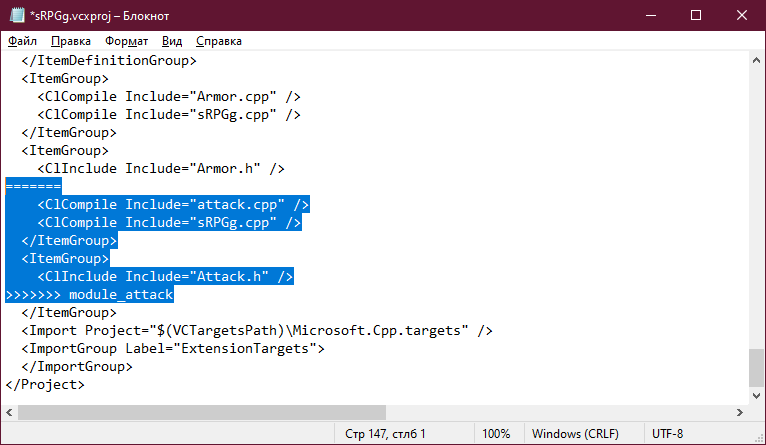 *sRPGg.vcxproj – Блокнот
Файл Правка Формат Вид Справка
  </ItemDefinitionGroup>
  <ItemGroup>
    <ClCompile Include="Armor.cpp" />
    <ClCompile Include="sRPGg.cpp" />
  </ItemGroup>
  <ItemGroup>
    <ClInclude Include="Armor.h" />
=======
    <ClCompile Include="attack.cpp" />
    <ClCompile Include="sRPGg.cpp" />
  </ItemGroup>
  <ItemGroup>
    <ClInclude Include="Attack.h" />
>>>>>>> module_attack
  </ItemGroup>
  <Import Project="$(VCTargetsPath)\Microsoft.Cpp.targets" />
  <ImportGroup Label="ExtensionTargets">
  </ImportGroup>
</Project>
Стр 147, стлб 1 100% Windows (CRLF) UTF-8